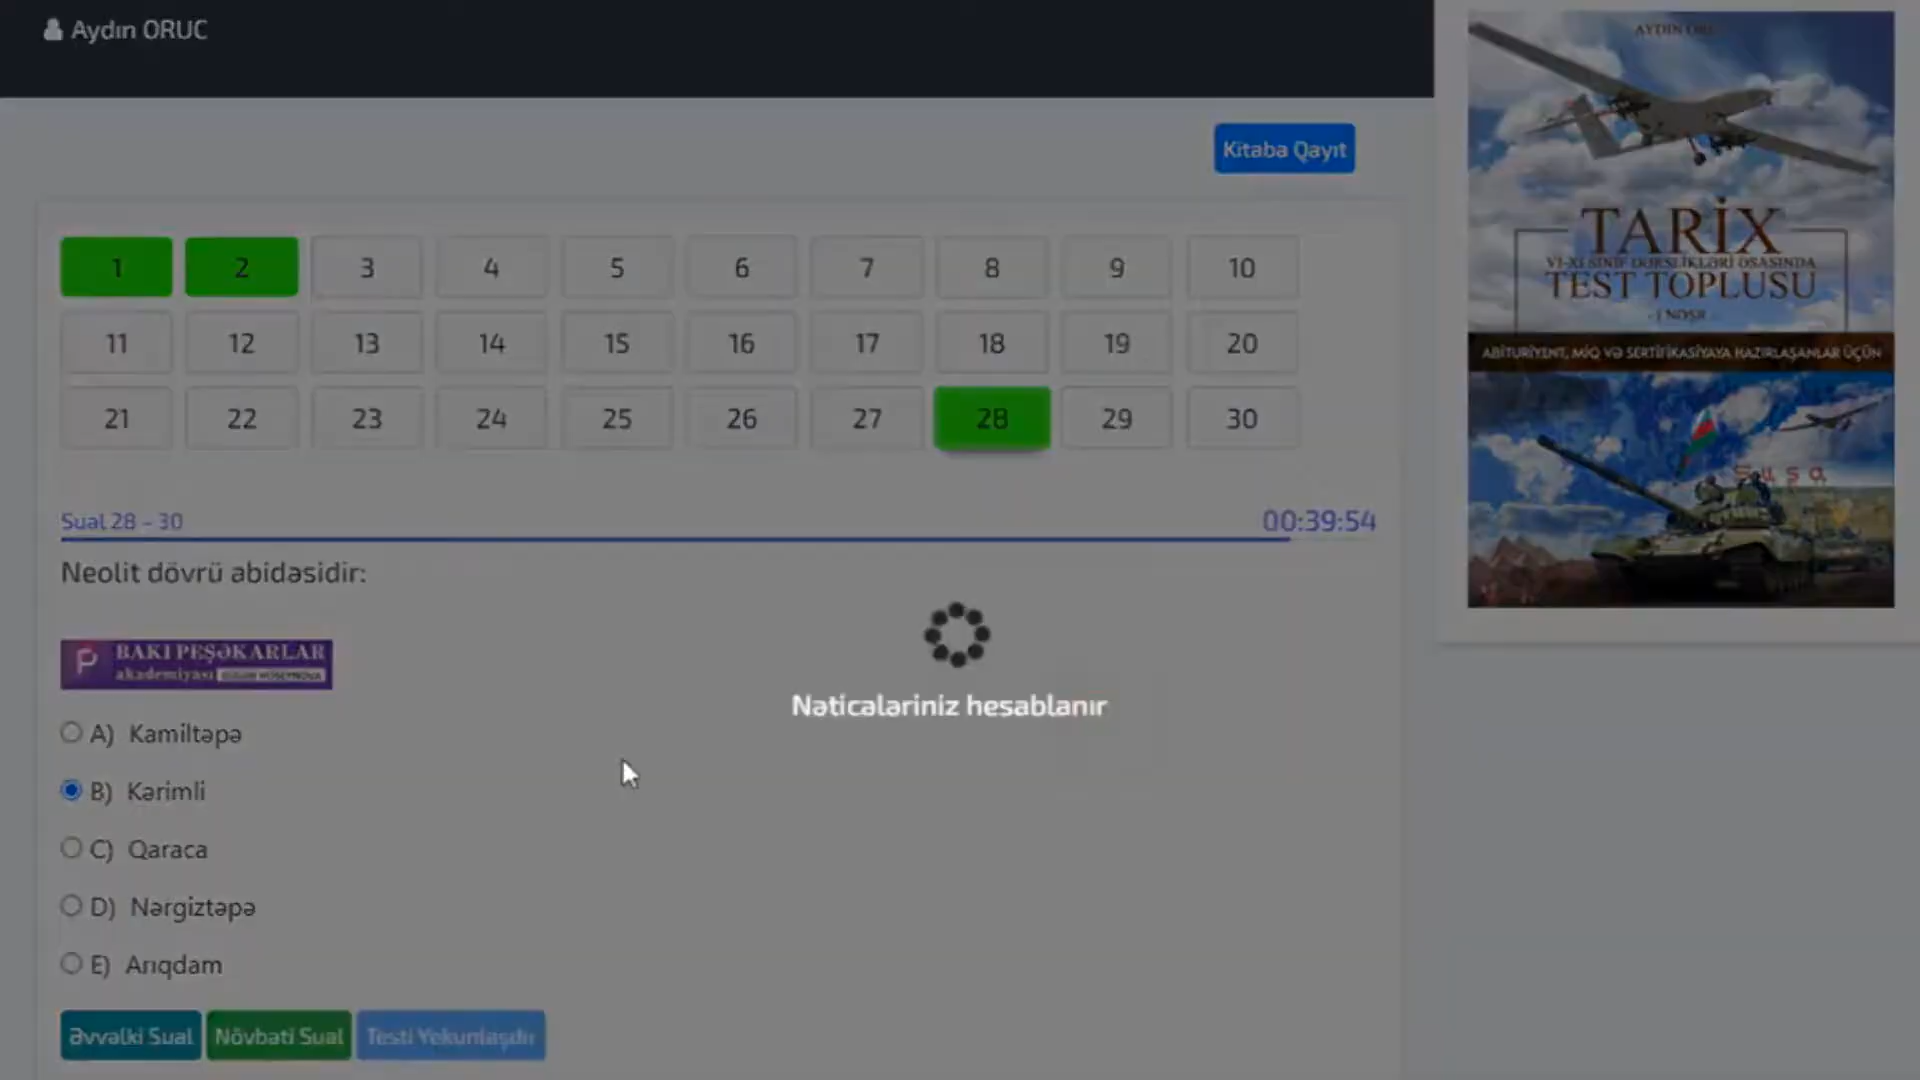 Aydın ORUC
Kitaba Qayıt
1 2 3 4 5 6 7 8 9 10
11 12 13 14 15 16 17 18 19 20
21 22 23 24 25 26 27 28 29 30
Sual 28 - 30
00:39:54
Neolit dövrü abidəsidir:
BAKI PEŞƏKARLAR
akademiyası
Nəticələriniz hesablanır
A) Kamiltəpə
B) Kərimli
C) Qaraca
D) Nərgiztəpə
E) Arıqdam
Əvvəlki Sual Növbəti Sual Testi Yekunlaşdır
TARİX
VI-XI SİNİF DƏRSLİKLƏRİ ƏSASINDA
TEST TOPLUSU
- I NƏŞR -
ABİTURİYENT, MİQ VƏ SERTİFİKASİYAYA HAZIRLAŞANLAR ÜÇÜN
Şuşa